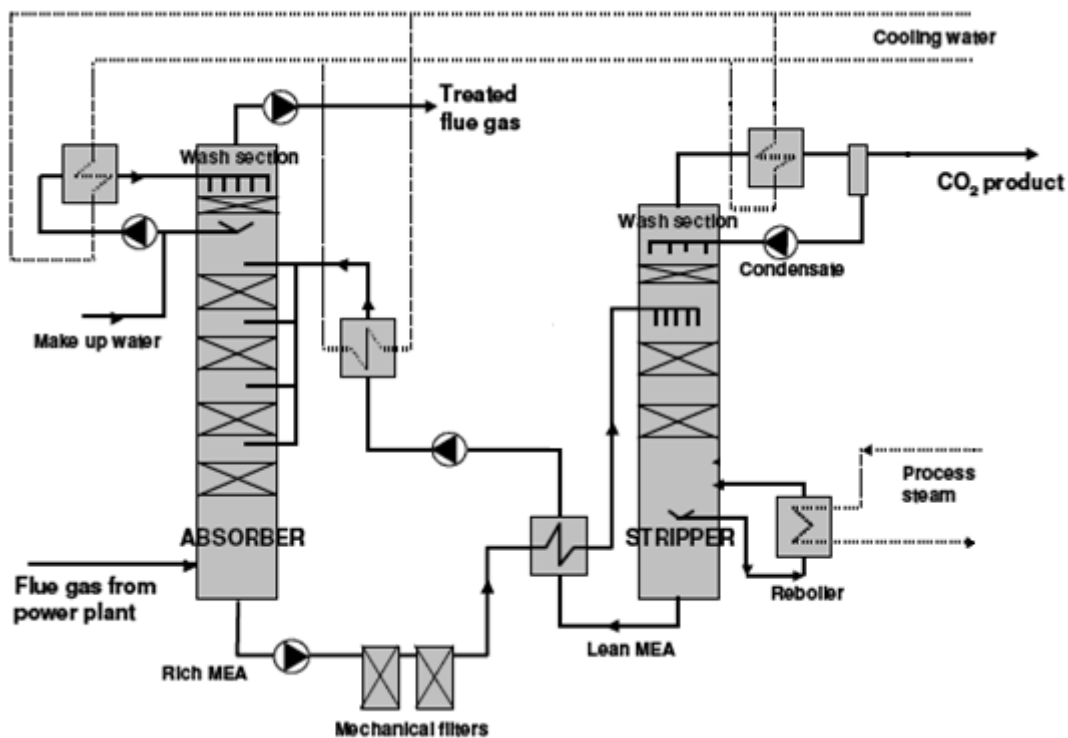 Cooling water
Treated
flue gas
Wash section
CO₂ product
Wash section
Condensate
Make up water
Process
steam
ABSORBER
STRIPPER
Flue gas from
power plant
Reboiler
Lean MEA
Rich MEA
Mechanical filters